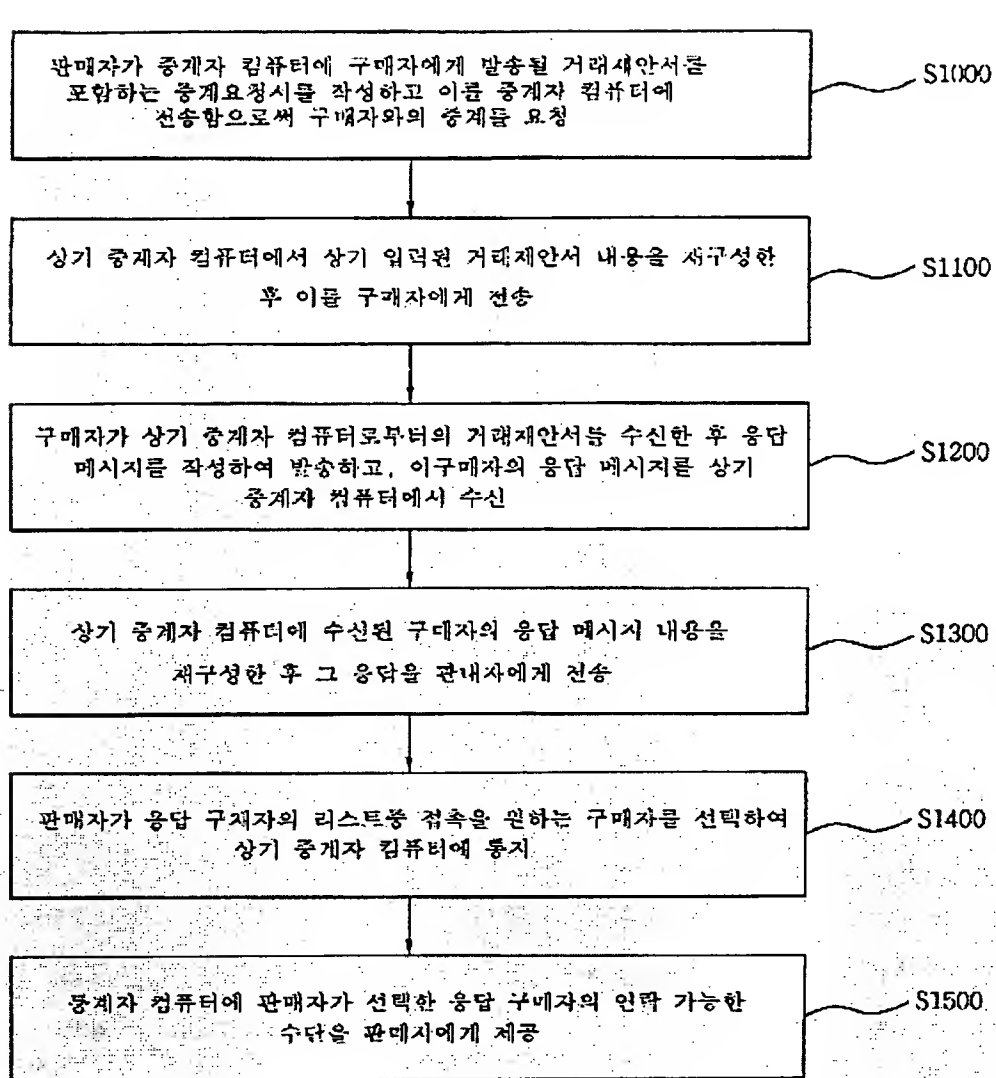 판매자가 중계자 컴퓨터에 구매자에게 발송될 거래제안서를
포함하는 중계요청서를 작성하고 이를 중계자 컴퓨터에
전송함으로써 구매자와의 중계를 요청
S1000
상기 중계자 컴퓨터에서 상기 입력된 거래제안서 내용을 재구성한
후 이를 구매자에게 전송
S1100
구매자가 상기 중계자 컴퓨터로부터의 거래제안서를 수신한 후 응답
메시지를 작성하여 발송하고, 이구매자의 응답 메시지를 상기
중계자 컴퓨터에서 수신
S1200
상기 중계자 컴퓨터에 수신된 구매자의 응답 메시지 내용을
재구성한 후 그 응답을 판매자에게 전송
S1300
판매자가 응답 구매자의 리스트중 접촉을 원하는 구매자를 선택하여
상기 중계자 컴퓨터에 통지
S1400
중계자 컴퓨터에 판매자가 선택한 응답 구매자의 연락 가능한
수단을 판매자에게 제공
S1500